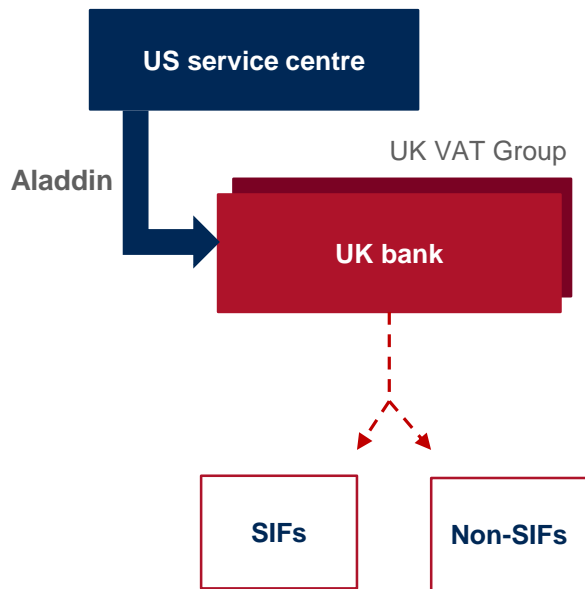 US service centre
UK VAT Group
Aladdin
UK bank
SIFs
Non-SIFs